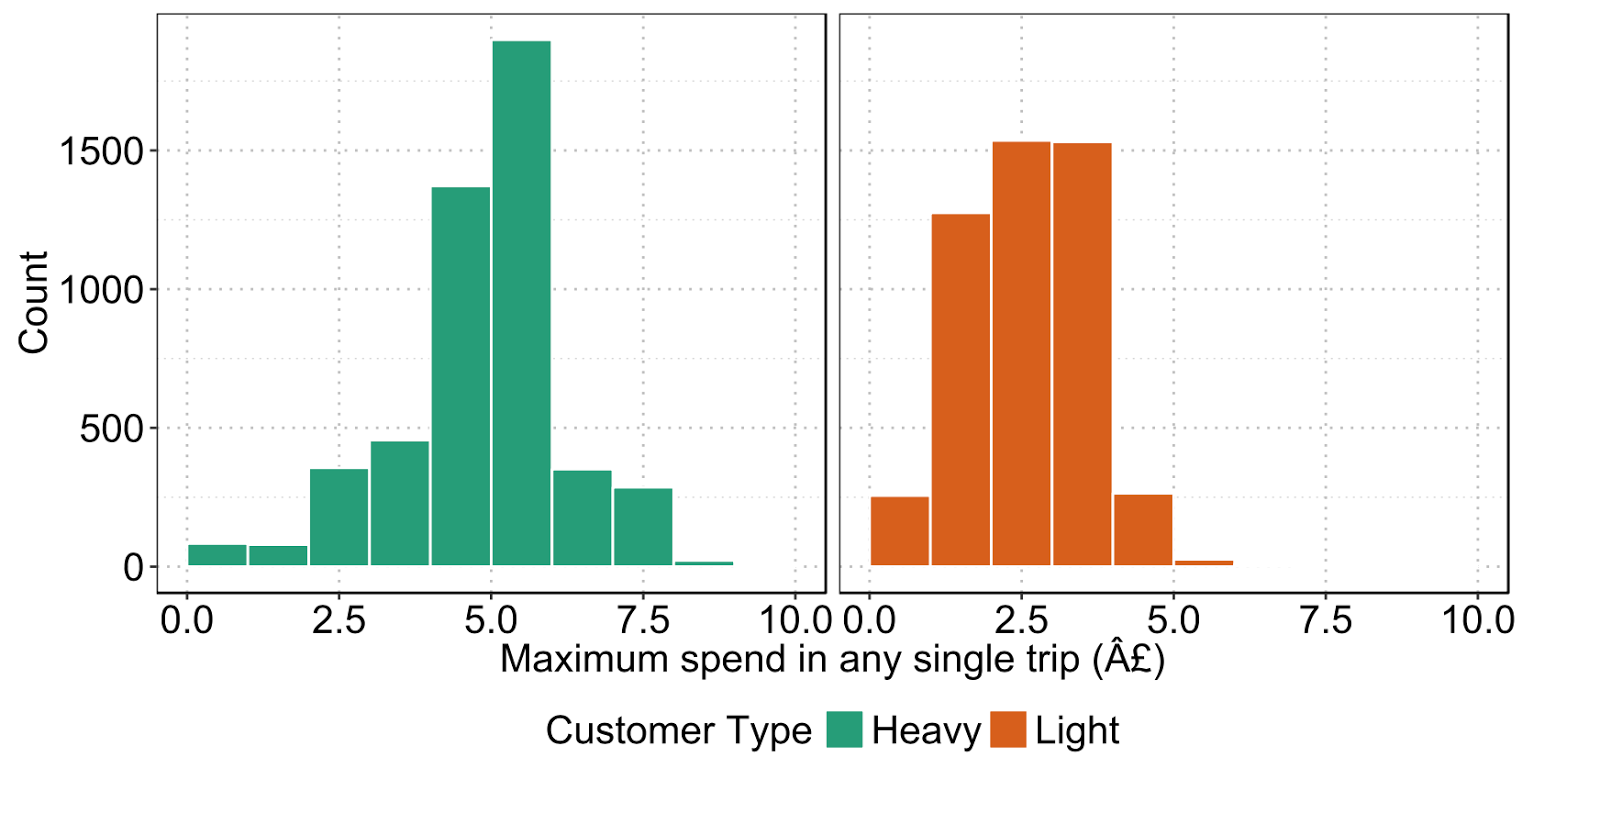 Count
1500
1000
500
0
0.0 2.5 5.0 7.5 10.0 0.0 2.5 5.0 7.5 10.0
Maximum spend in any single trip (Â£)
Customer Type Heavy Light